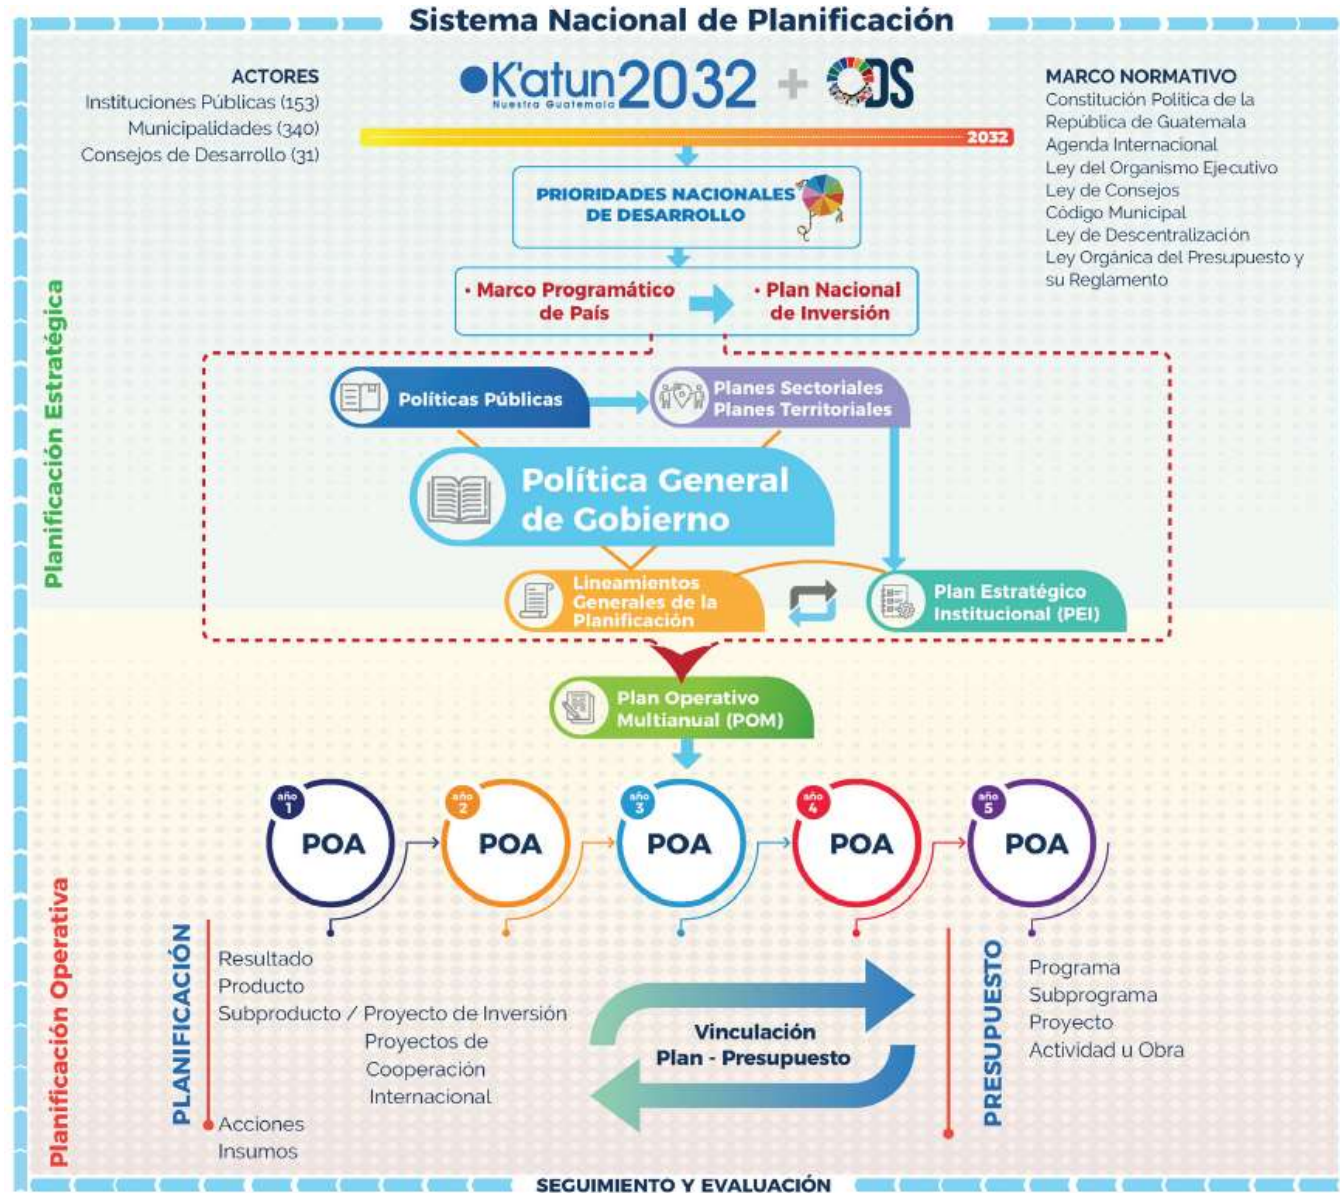 Sistema Nacional de Planificación
ACTORES
Instituciones Públicas (153)
Municipalidades (340)
Consejos de Desarrollo (31)
K'atun 2032
Nuestra Guatemala
+
ODS
2032
MARCO NORMATIVO
Constitución Política de la
República de Guatemala
Agenda Internacional
Ley del Organismo Ejecutivo
Ley de Consejos
Código Municipal
Ley de Descentralización
Ley Orgánica del Presupuesto y
su Reglamento
PRIORIDADES NACIONALES
DE DESARROLLO
• Marco Programático
de País
• Plan Nacional
de Inversión
Planificación Estratégica
Políticas Públicas
Planes Sectoriales
Planes Territoriales
Política General
de Gobierno
Lineamientos
Generales de la
Planificación
Plan Estratégico
Institucional (PEI)
Plan Operativo
Multianual (POM)
Planificación Operativa
año
1
POA
año
2
POA
año
3
POA
año
4
POA
año
5
POA
PLANIFICACIÓN
Resultado
Producto
Subproducto / Proyecto de Inversión
Proyectos de
Cooperación
Internacional
Acciones
Insumos
Vinculación
Plan - Presupuesto
PRESUPUESTO
Programa
Subprograma
Proyecto
Actividad u Obra
SEGUIMIENTO Y EVALUACIÓN